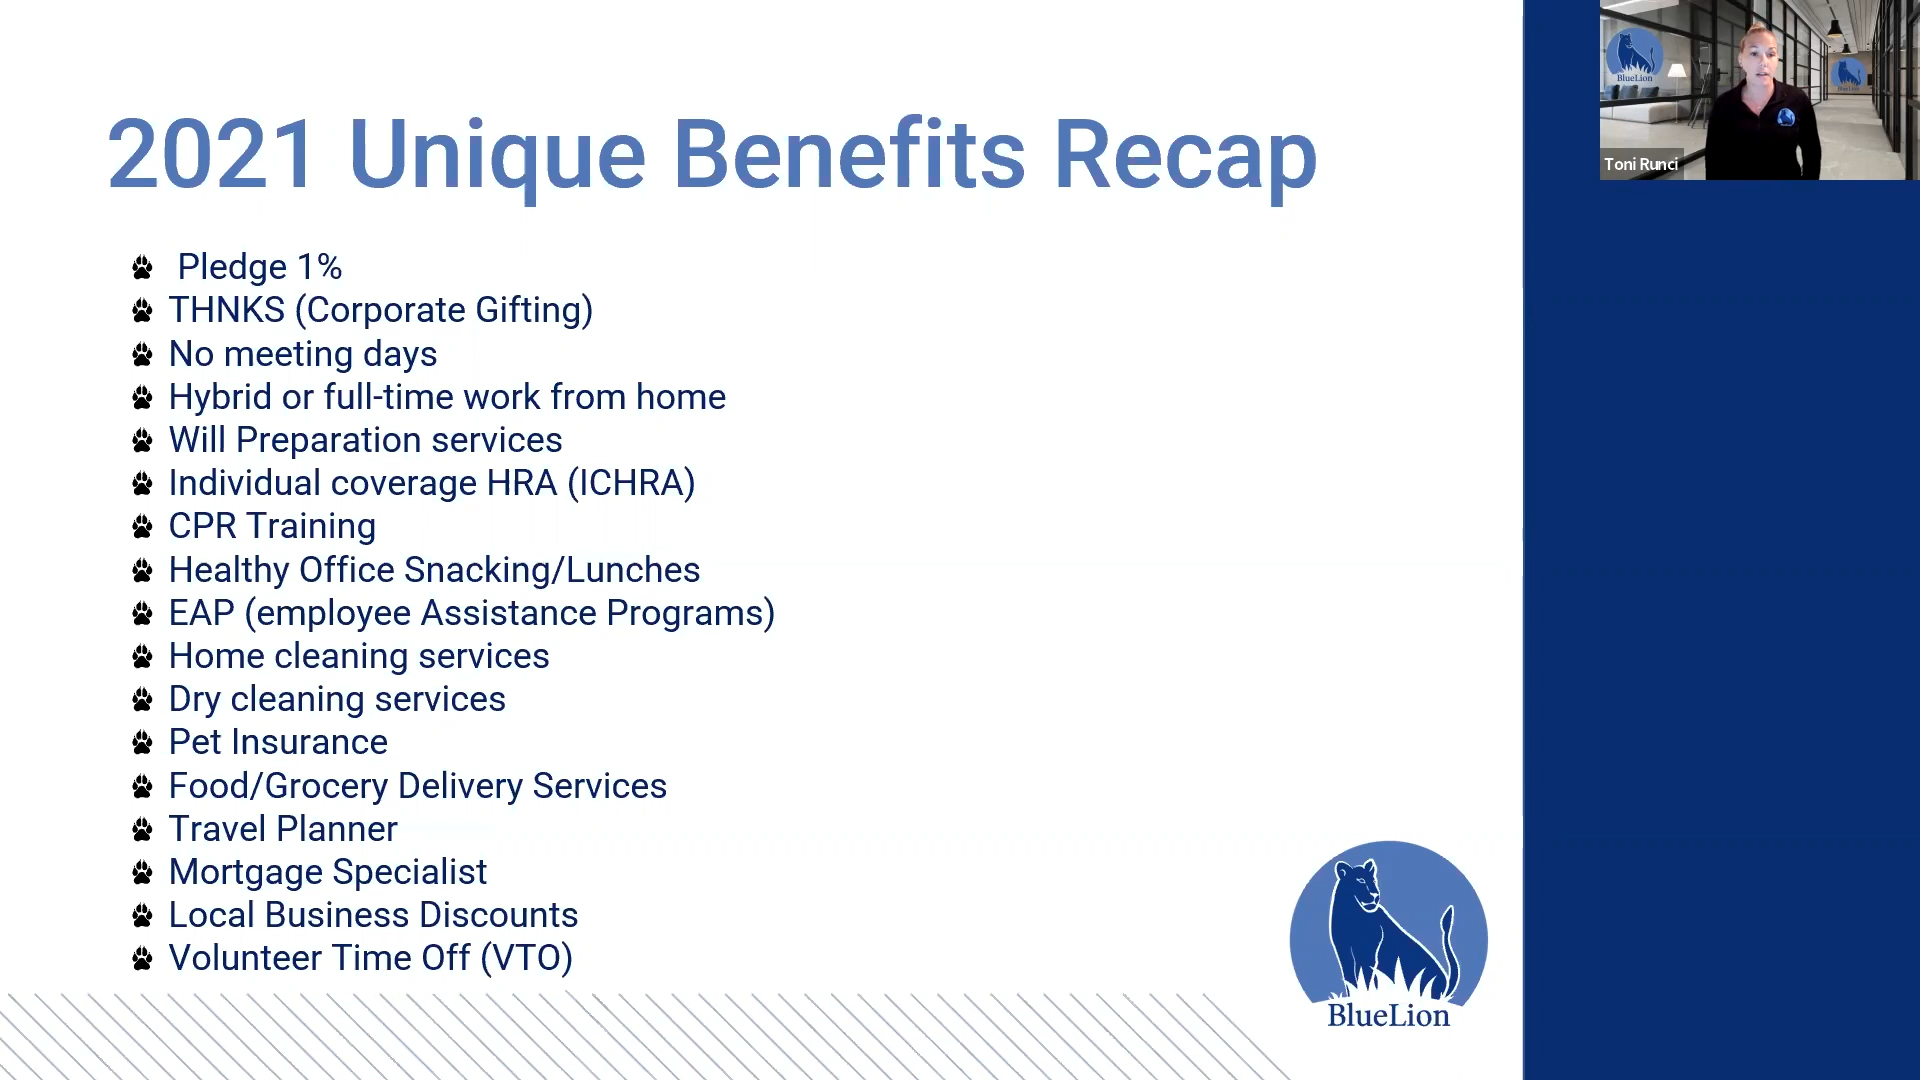 2021 Unique Benefits Recap
Pledge 1%
THNKS (Corporate Gifting)
No meeting days
Hybrid or full-time work from home
Will Preparation services
Individual coverage HRA (ICHRA)
CPR Training
Healthy Office Snacking/Lunches
EAP (employee Assistance Programs)
Home cleaning services
Dry cleaning services
Pet Insurance
Food/Grocery Delivery Services
Travel Planner
Mortgage Specialist
Local Business Discounts
Volunteer Time Off (VTO)
BlueLion
BlueLion
BlueLion
Toni Runci